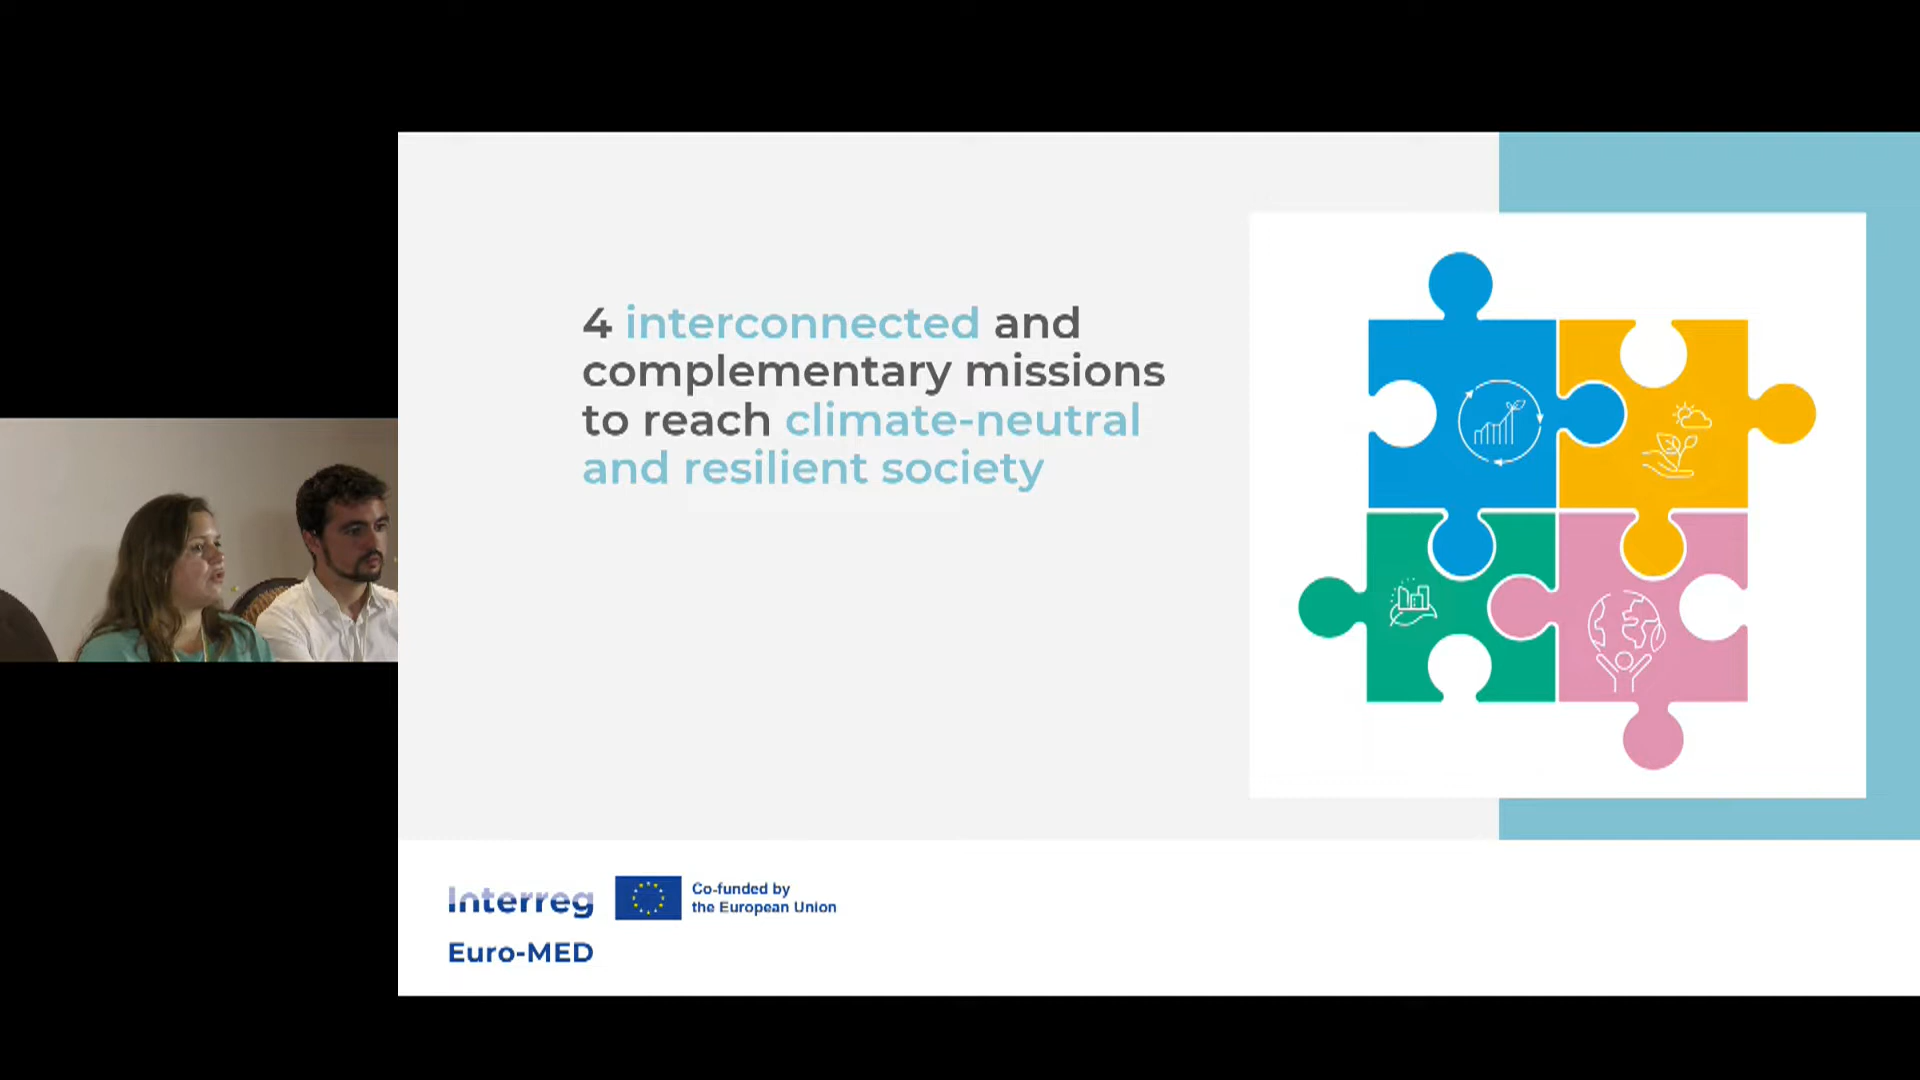 4 interconnected and
complementary missions
to reach climate-neutral
and resilient society
Interreg
Co-funded by
the European Union
Euro-MED